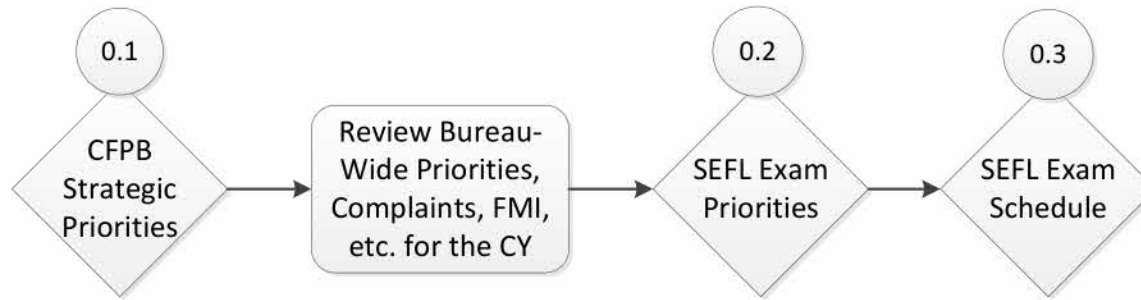 0.1
CFPB
Strategic
Priorities
Review Bureau-
Wide Priorities,
Complaints, FMI,
etc. for the CY
0.2
SEFL Exam
Priorities
0.3
SEFL Exam
Schedule